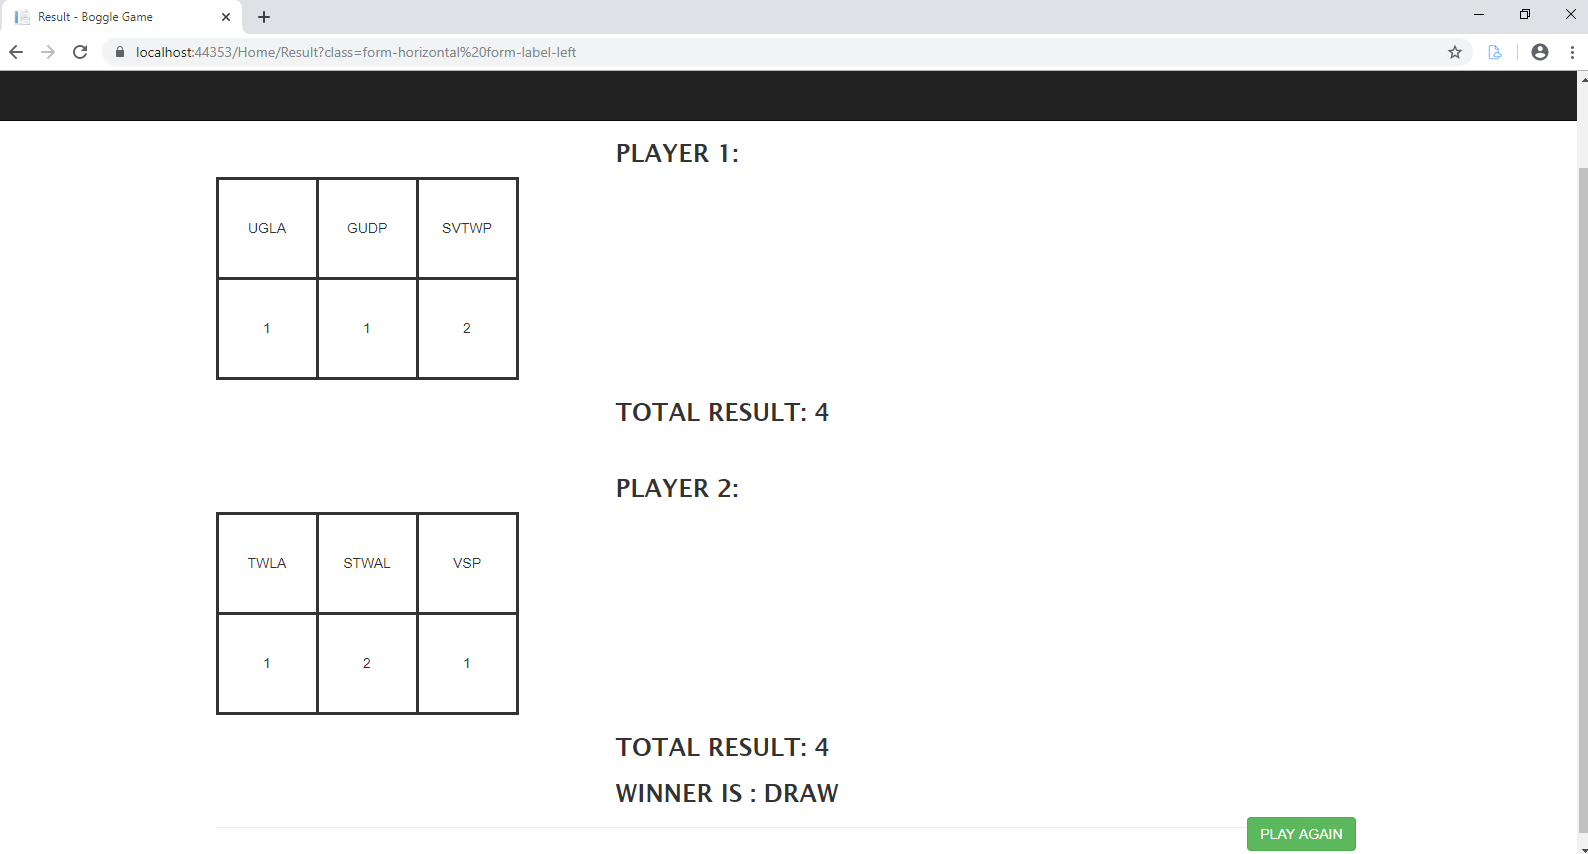 Result - Boggle Game
localhost:44353/Home/Result?class=form-horizontal%20form-label-left
PLAYER 1:
UGLA GUDP SVTWP
1 1 2
TOTAL RESULT: 4
PLAYER 2:
TWLA STWAL VSP
1 2 1
TOTAL RESULT: 4
WINNER IS : DRAW
PLAY AGAIN